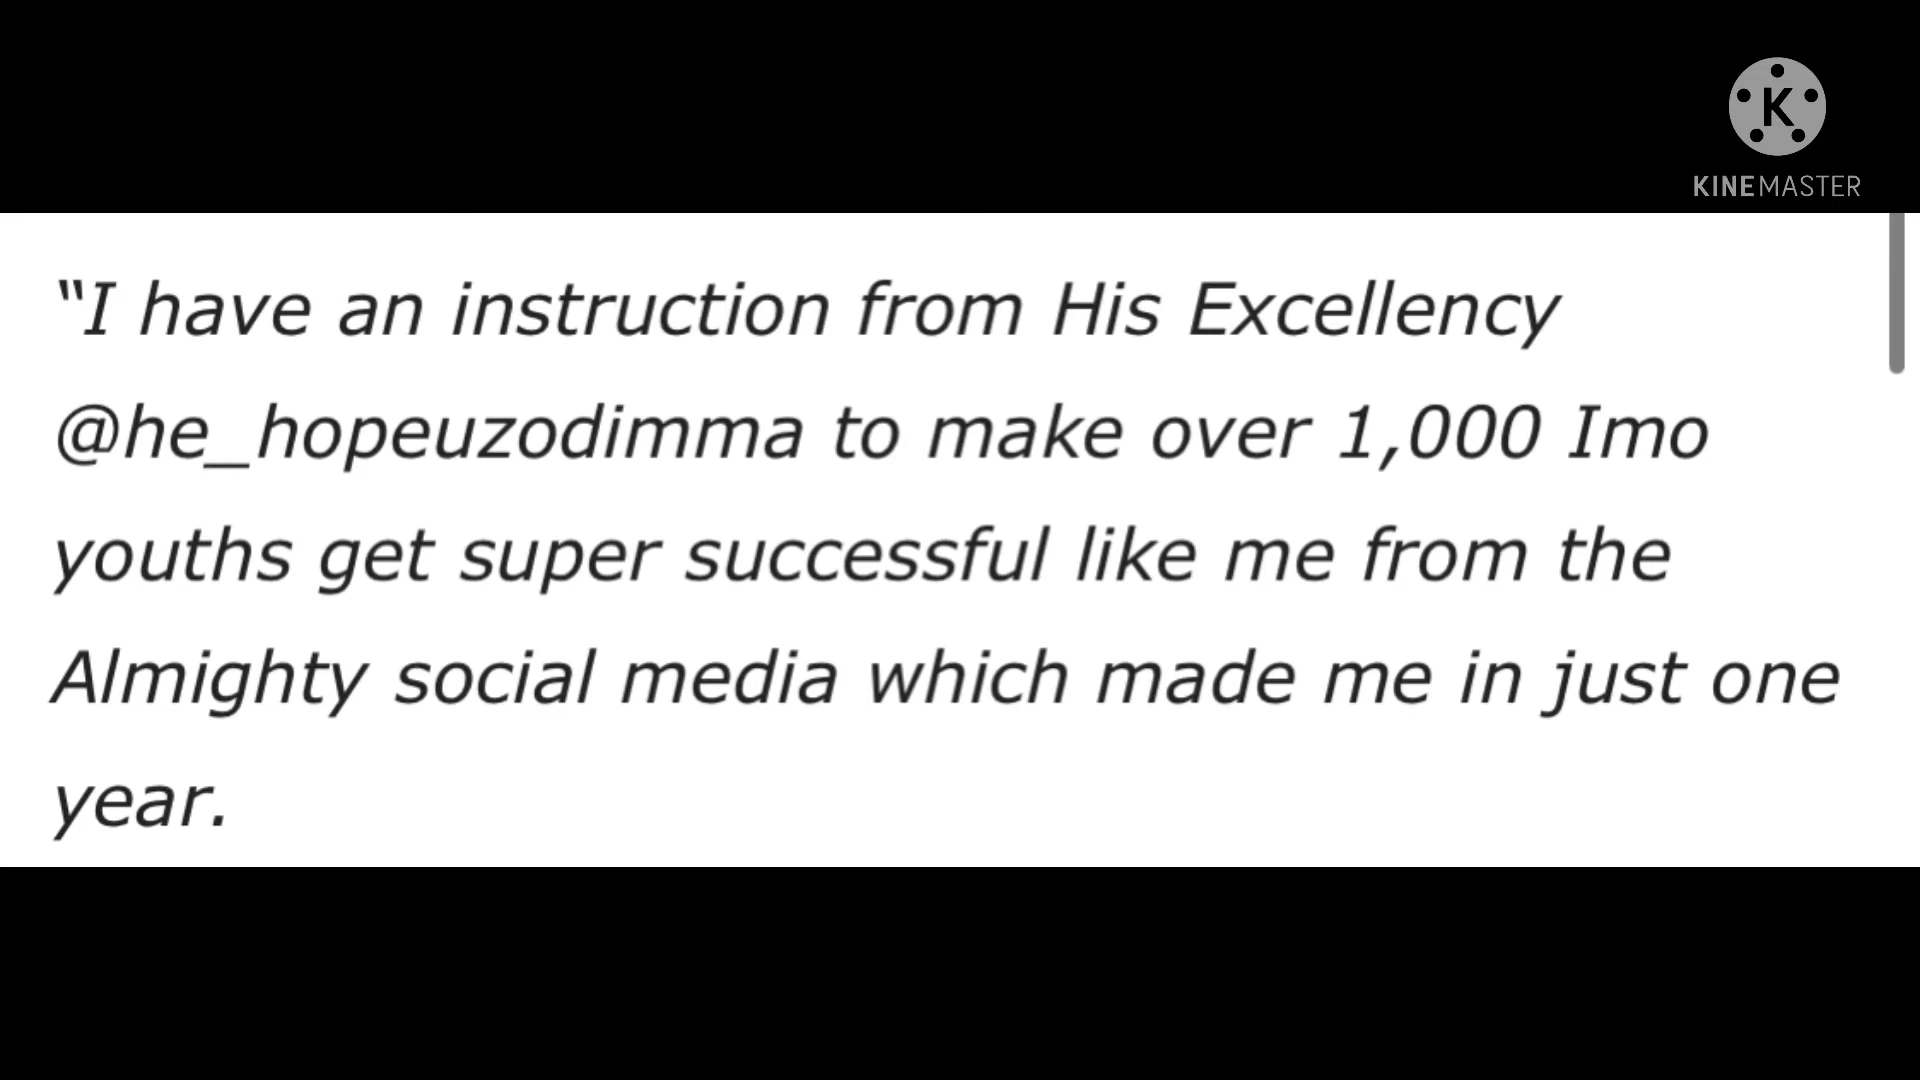 K
KINEMASTER
“I have an instruction from His Excellency
@he_hopeuzodimma to make over 1,000 Imo
youths get super successful like me from the
Almighty social media which made me in just one
year.